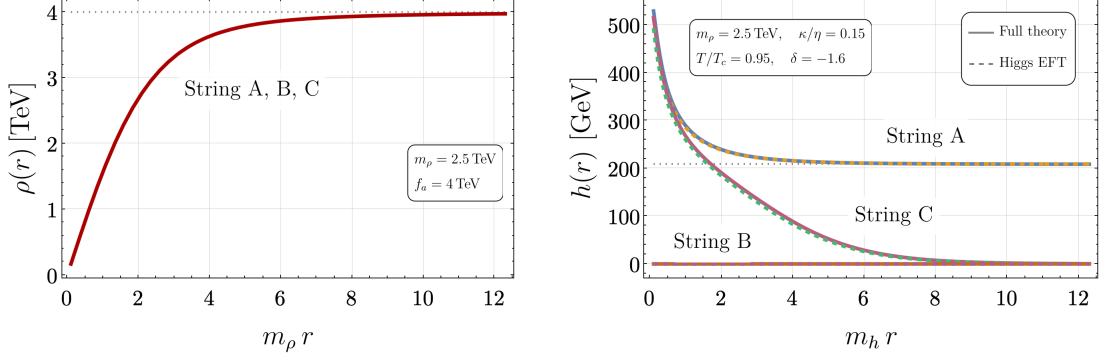 ρ(r) [TeV]
4
3
2
1
0
String A, B, C
m_ρ = 2.5 TeV
f_a = 4 TeV
0 2 4 6 8 10 12
m_ρ r
h(r) [GeV]
500
400
300
200
100
0
m_ρ = 2.5 TeV, κ/η = 0.15
T/T_c = 0.95, δ = −1.6
Full theory
Higgs EFT
String A
String C
String B
0 2 4 6 8 10 12
m_h r